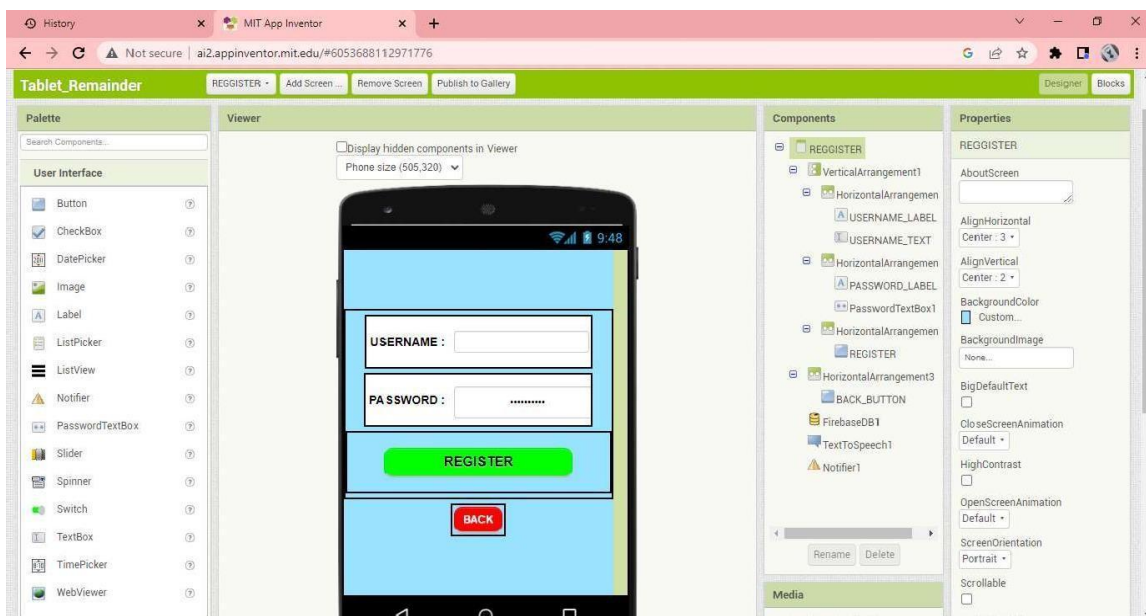 History
MIT App Inventor
Not secure | ai2.appinventor.mit.edu/#6053688112971776
Tablet_Remainder
REGGISTER
Add Screen ...
Remove Screen
Publish to Gallery
Designer
Blocks
Palette
Search Components...
User Interface
Button
CheckBox
DatePicker
Image
Label
ListPicker
ListView
Notifier
PasswordTextBox
Slider
Spinner
Switch
TextBox
TimePicker
WebViewer
Viewer
Display hidden components in Viewer
Phone size (505,320)
9:48
USERNAME :
PASSWORD :
REGISTER
BACK
Components
REGGISTER
VerticalArrangement1
HorizontalArrangemen
USERNAME_LABEL
USERNAME_TEXT
HorizontalArrangemen
PASSWORD_LABEL
PasswordTextBox1
HorizontalArrangemen
REGISTER
HorizontalArrangement3
BACK_BUTTON
FirebaseDB1
TextToSpeech1
Notifier1
Rename
Delete
Media
Properties
REGGISTER
AboutScreen
AlignHorizontal
Center : 3
AlignVertical
Center : 2
BackgroundColor
Custom...
BackgroundImage
None...
BigDefaultText
CloseScreenAnimation
Default
HighContrast
OpenScreenAnimation
Default
ScreenOrientation
Portrait
Scrollable